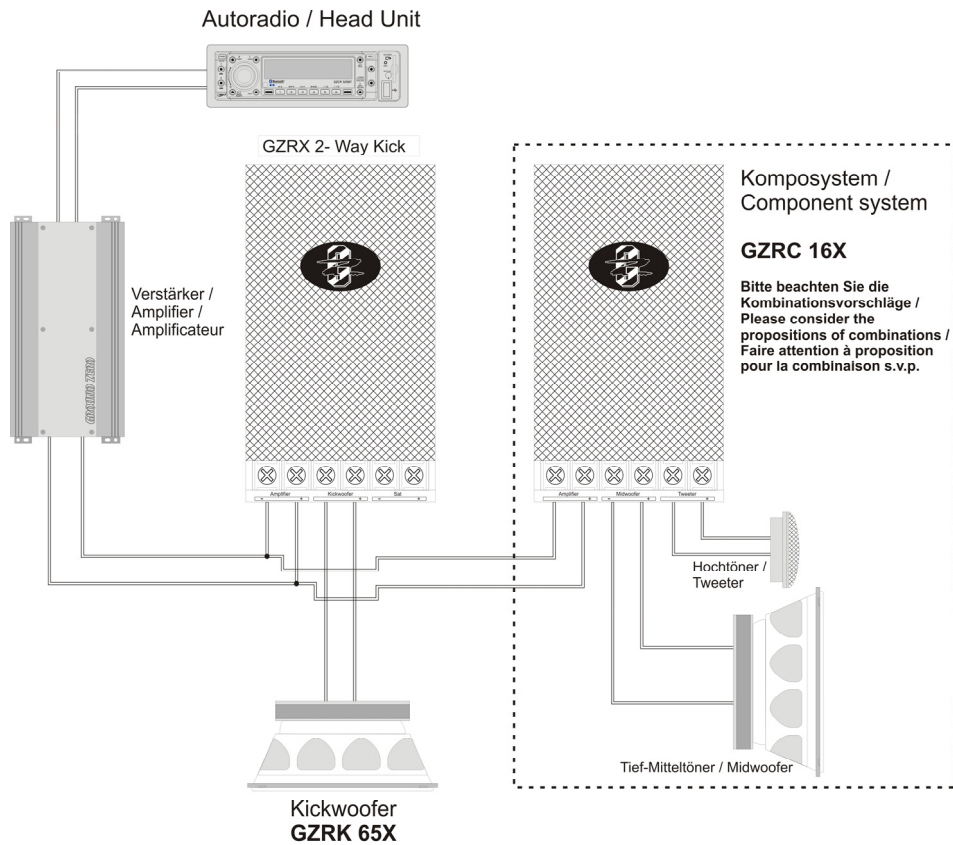 Autoradio / Head Unit
GZRX 2- Way Kick
Verstärker /
Amplifier /
Amplificateur
GROUND ZERO
Amplifier
Kickwoofer
Sat
- +
- +
- +
Komposystem /
Component system
GZRC 16X
Bitte beachten Sie die
Kombinationsvorschläge /
Please consider the
propositions of combinations /
Faire attention à proposition
pour la combinaison s.v.p.
Amplifier
Midwoofer
Tweeter
- +
- +
- +
Hochtöner /
Tweeter
Tief-Mitteltöner / Midwoofer
Kickwoofer
GZRK 65X